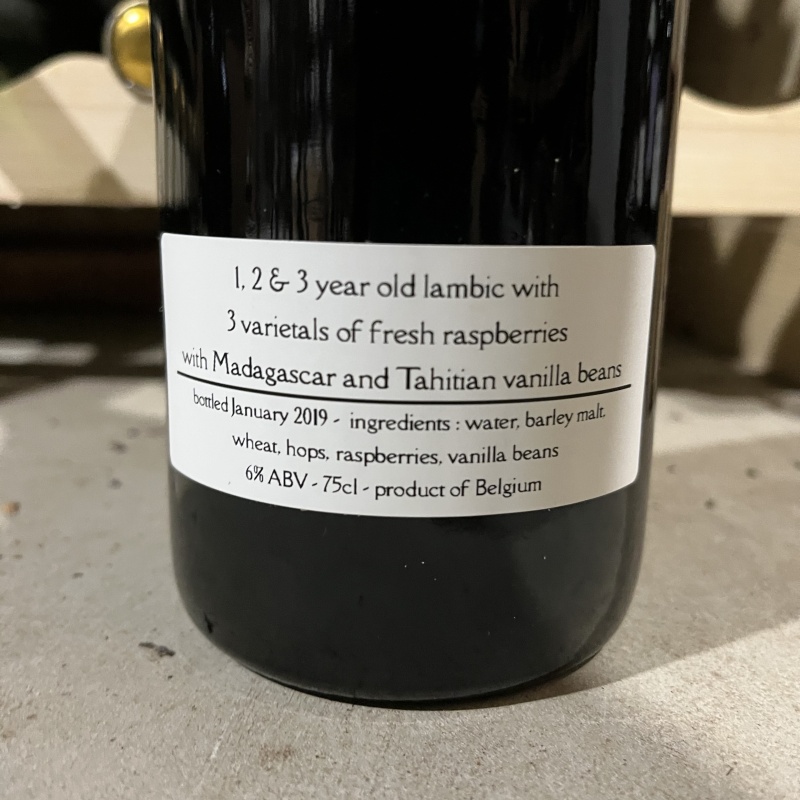 1, 2 & 3 year old lambic with
3 varietals of fresh raspberries
with Madagascar and Tahitian vanilla beans
bottled January 2019 - ingredients : water, barley malt,
wheat, hops, raspberries, vanilla beans
6% ABV - 75cl - product of Belgium